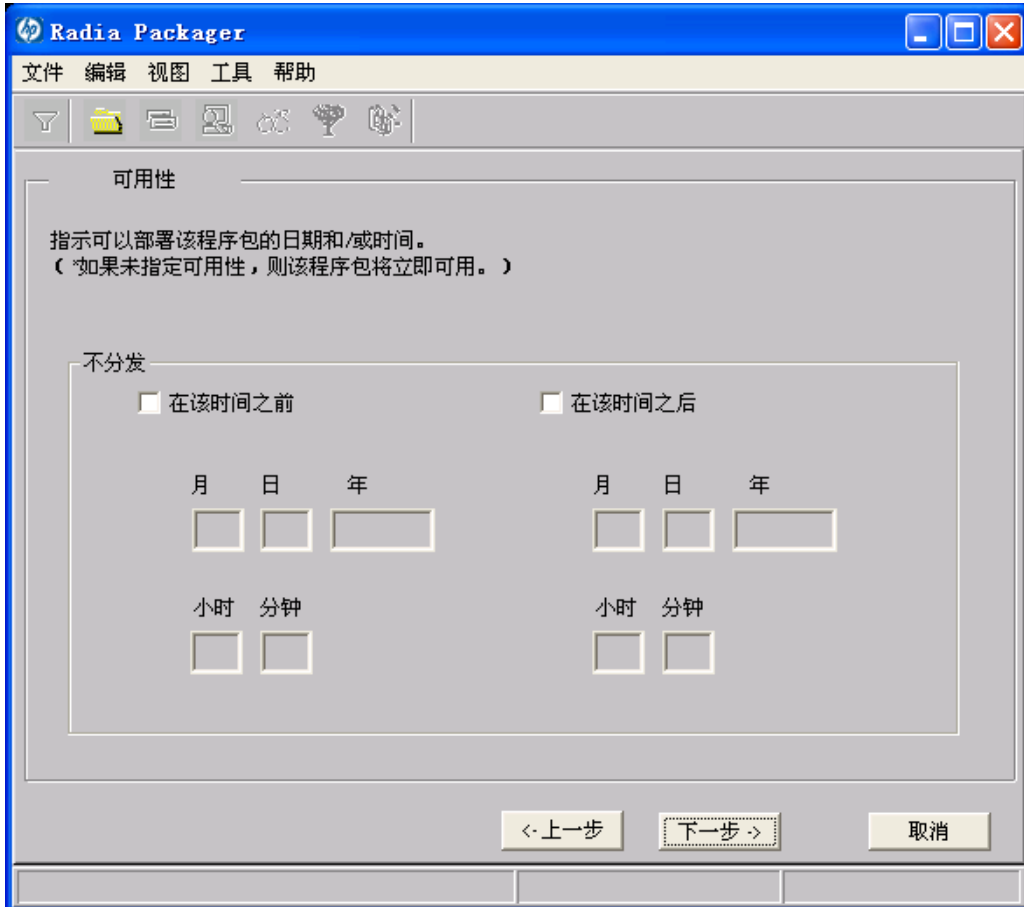 Radia Packager
文件 编辑 视图 工具 帮助
可用性
指示可以部署该程序包的日期和/或时间。
( *如果未指定可用性，则该程序包将立即可用。)
不分发
在该时间之前 在该时间之后
月 日 年 月 日 年
小时 分钟 小时 分钟
<- 上一步 下一步 -> 取消